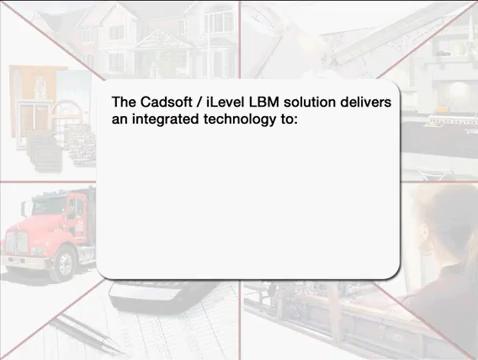 The Cadsoft / iLevel LBM solution delivers
an integrated technology to: